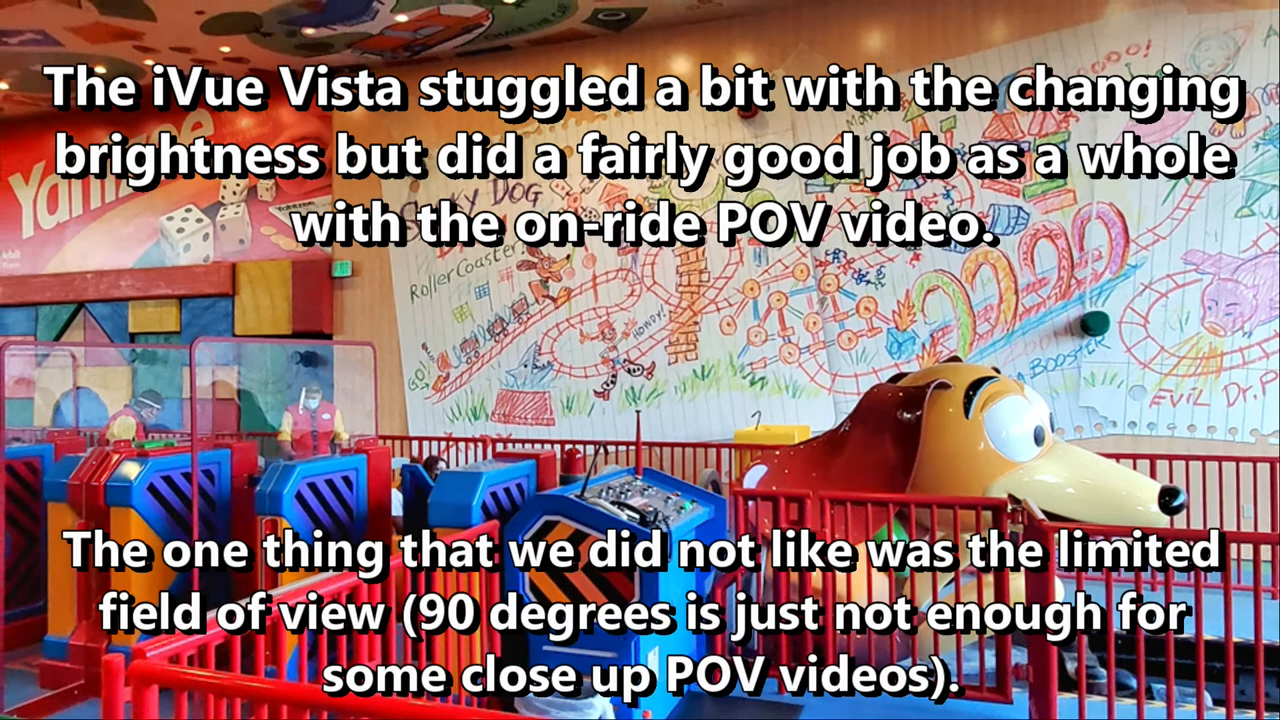 The iVue Vista stuggled a bit with the changing
brightness but did a fairly good job as a whole
with the on-ride POV video.
DOG
RollerCoaster
HOWDY!
GO!
BOOSTER
EVIL Dr.P
The one thing that we did not like was the limited
field of view (90 degrees is just not enough for
some close up POV videos).